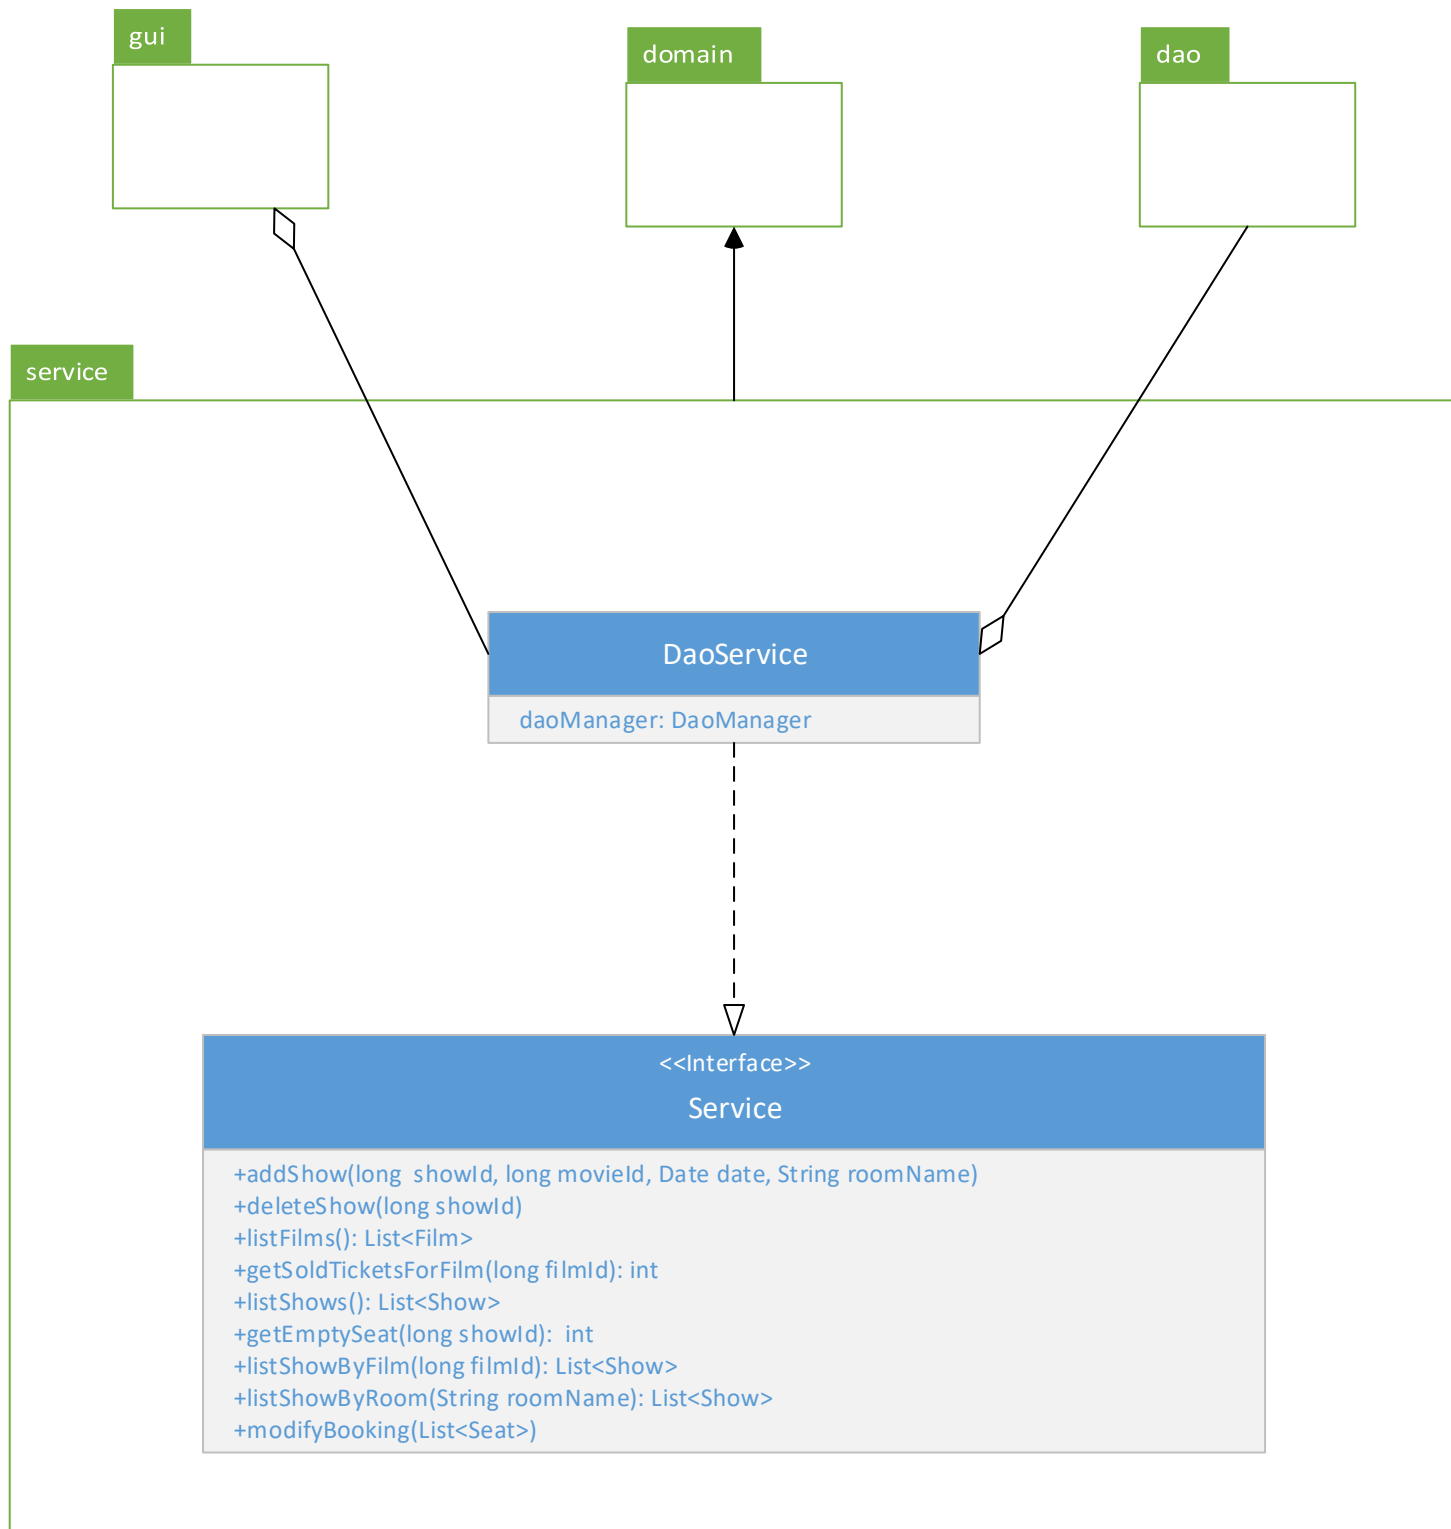 gui
domain
dao
service
DaoService
daoManager: DaoManager
<<Interface>>
Service
+addShow(long showId, long movieId, Date date, String roomName)
+deleteShow(long showId)
+listFilms(): List<Film>
+getSoldTicketsForFilm(long filmId): int
+listShows(): List<Show>
+getEmptySeat(long showId): int
+listShowByFilm(long filmId): List<Show>
+listShowByRoom(String roomName): List<Show>
+modifyBooking(List<Seat>)